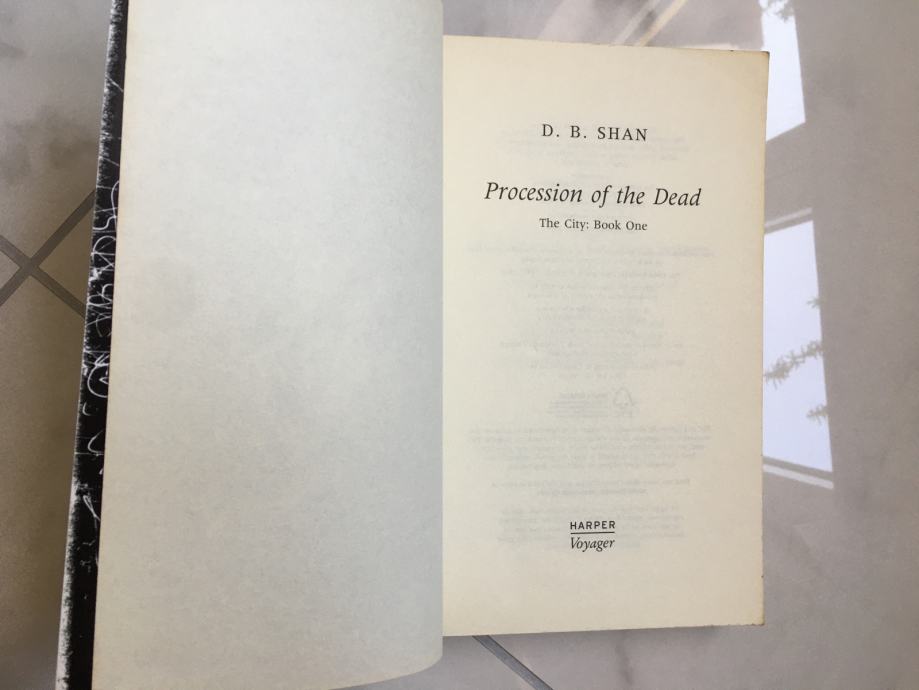 D. B. SHAN
Procession of the Dead
The City: Book One
HARPER
Voyager